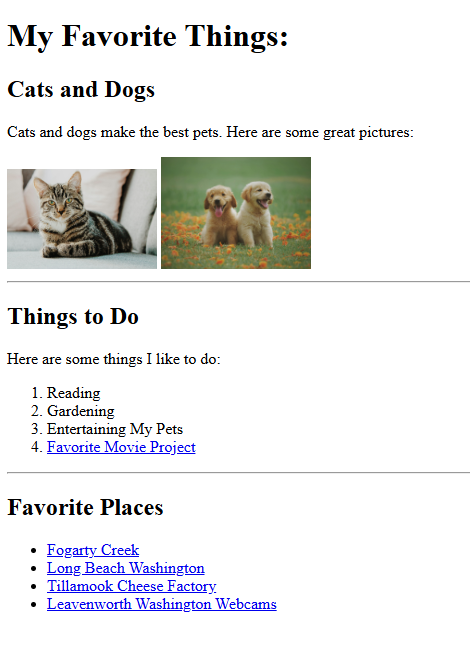 My Favorite Things:
Cats and Dogs
Cats and dogs make the best pets. Here are some great pictures:
Things to Do
Here are some things I like to do:
1. Reading
2. Gardening
3. Entertaining My Pets
4. Favorite Movie Project
Favorite Places
• Fogarty Creek
• Long Beach Washington
• Tillamook Cheese Factory
• Leavenworth Washington Webcams